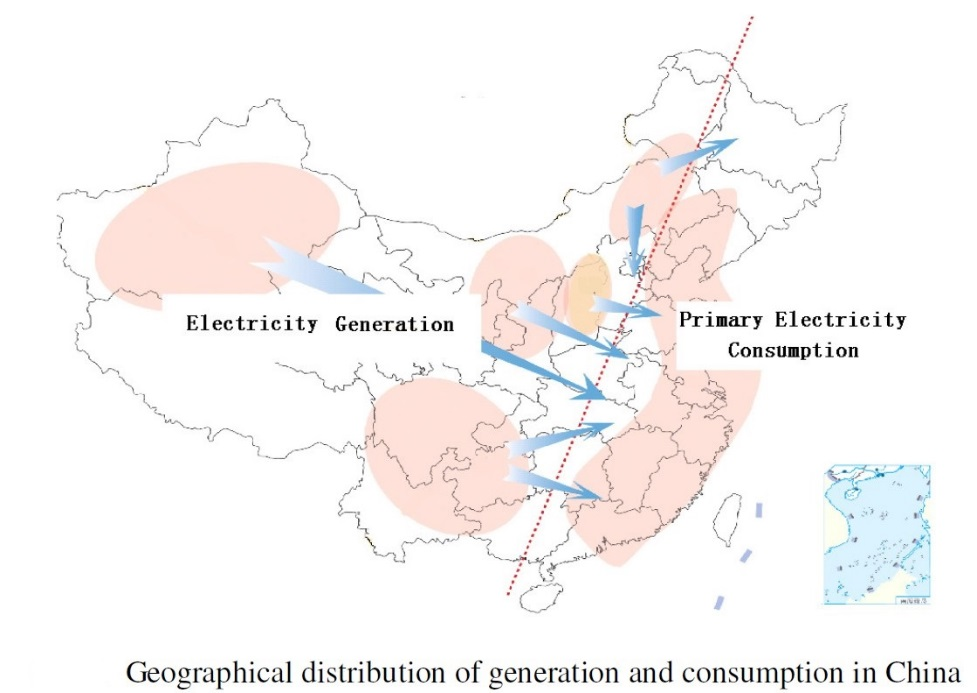 Electricity Generation
Primary Electricity
Consumption
Geographical distribution of generation and consumption in China